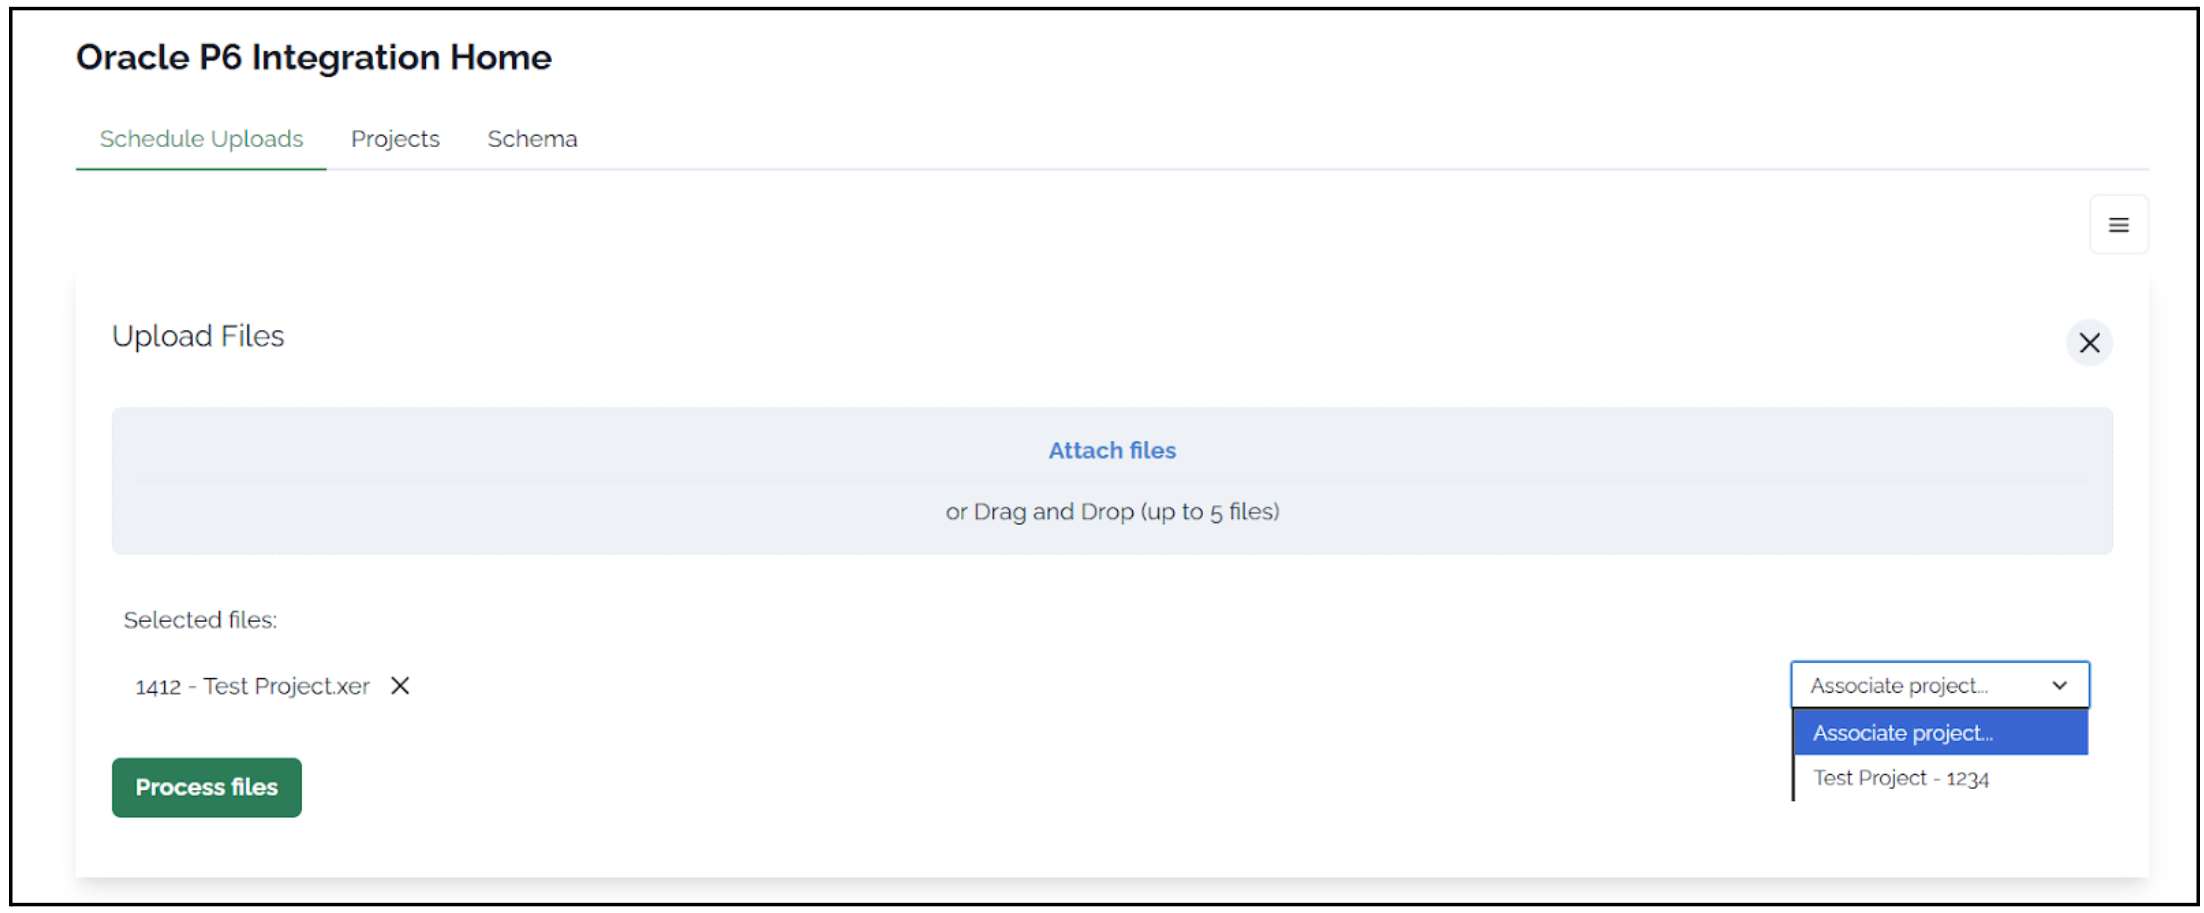 Oracle P6 Integration Home
Schedule Uploads Projects Schema
Upload Files
Attach files
or Drag and Drop (up to 5 files)
Selected files:
1412 - Test Project.xer
Associate project...
Associate project...
Test Project - 1234
Process files